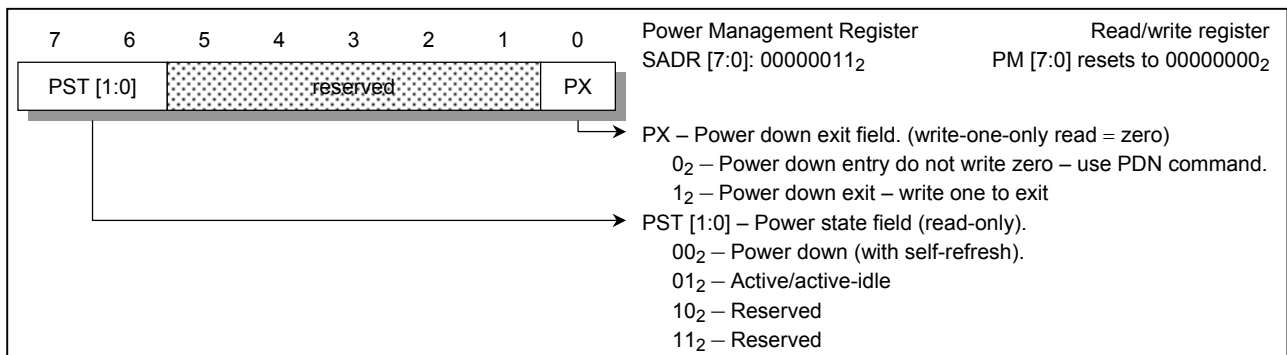 7 6 5 4 3 2 1 0
PST [1:0] reserved PX
Power Management Register Read/write register
SADR [7:0]: 00000011₂ PM [7:0] resets to 00000000₂
PX – Power down exit field. (write-one-only read = zero)
0₂ – Power down entry do not write zero – use PDN command.
1₂ – Power down exit – write one to exit
PST [1:0] – Power state field (read-only).
00₂ – Power down (with self-refresh).
01₂ – Active/active-idle
10₂ – Reserved
11₂ – Reserved